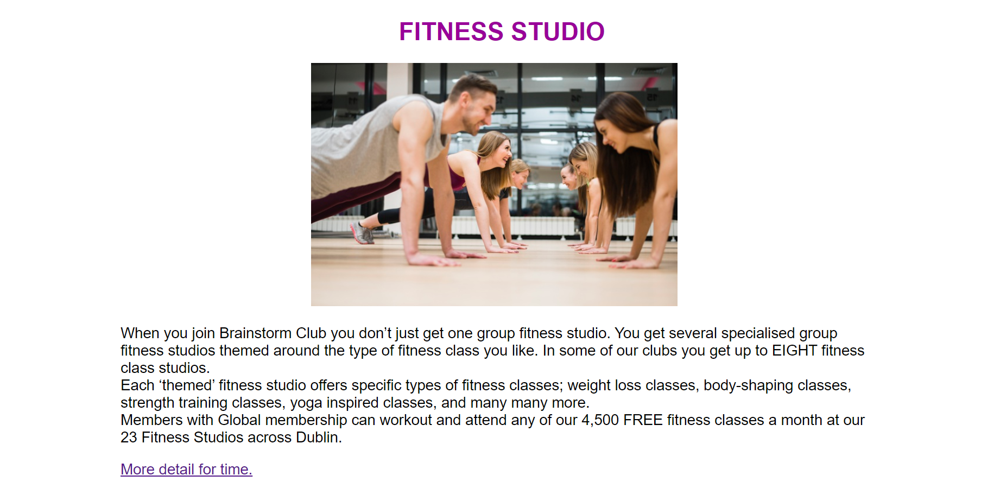 FITNESS STUDIO
11
13
14
15
When you join Brainstorm Club you don’t just get one group fitness studio. You get several specialised group
fitness studios themed around the type of fitness class you like. In some of our clubs you get up to EIGHT fitness
class studios.
Each ‘themed’ fitness studio offers specific types of fitness classes; weight loss classes, body-shaping classes,
strength training classes, yoga inspired classes, and many many more.
Members with Global membership can workout and attend any of our 4,500 FREE fitness classes a month at our
23 Fitness Studios across Dublin.
More detail for time.